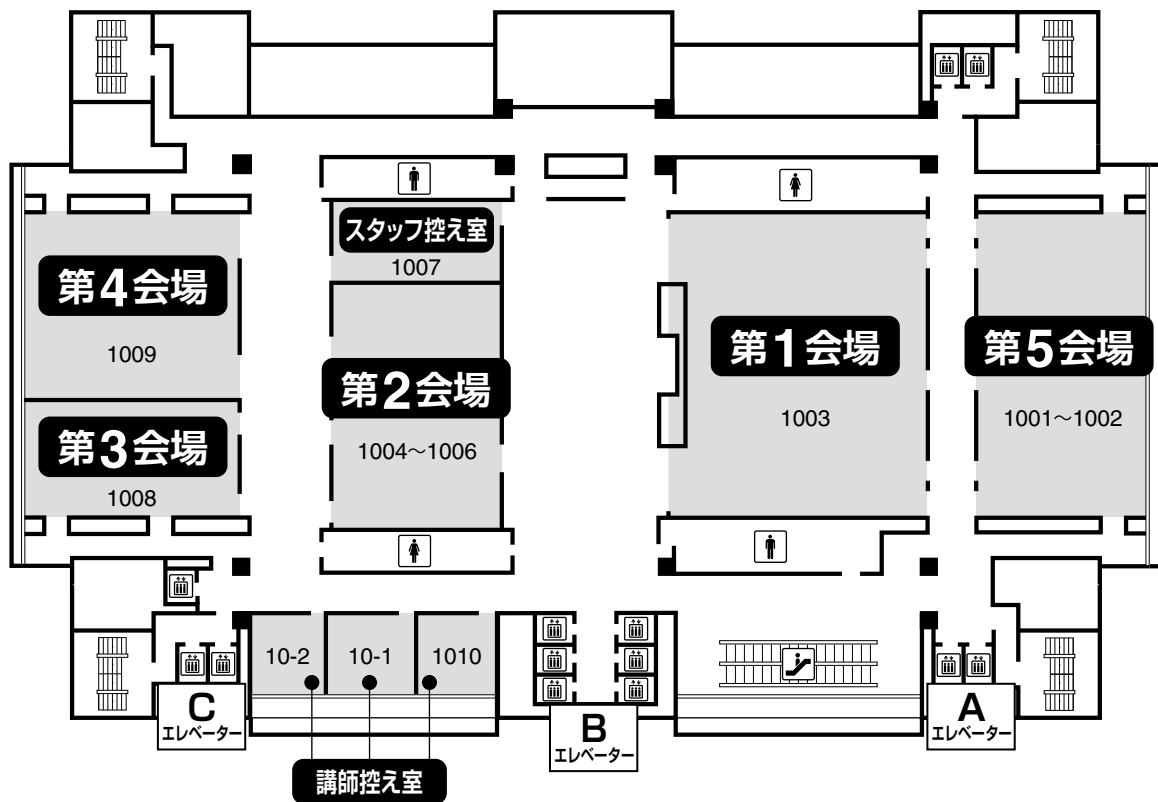 スタッフ控え室
1007
第4会場
1009
第1会場
1003
第5会場
1001〜1002
第2会場
1004〜1006
第3会場
1008
10-2
10-1
1010
C
エレベーター
B
エレベーター
A
エレベーター
講師控え室